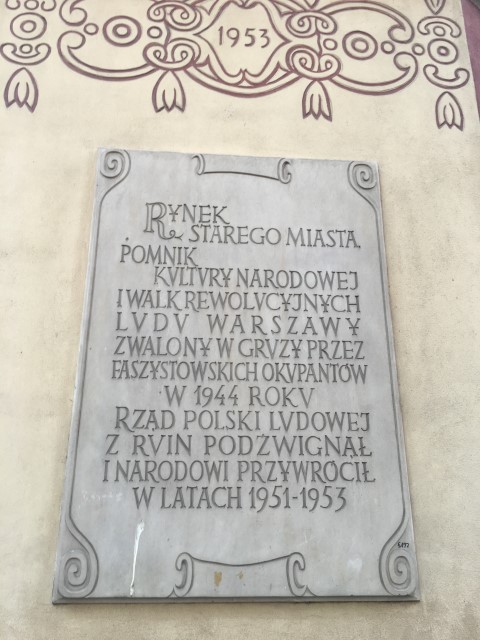 1953
RYNEK
STAREGO MIASTA,
POMNIK
KVLTVRY NARODOWEJ
I WALK REWOLVCYJNYCH
LVDV WARSZAWY
ZWALONY W GRVZY PRZEZ
FASZYSTOWSKICH OKVPANTÓW
W 1944 ROKV
RZĄD POLSKI LVDOWEJ
Z RVIN PODŹWIGNĄŁ
I NARODOWI PRZYWRÓCIŁ
W LATACH 1951-1953